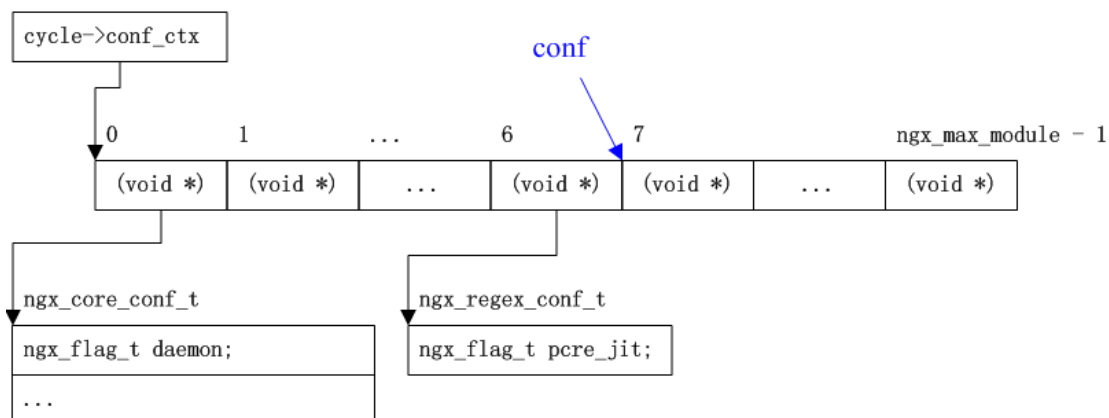 cycle->conf_ctx
conf
0 1 ... 6 7 ngx_max_module - 1
(void *) (void *) ... (void *) (void *) ... (void *)
ngx_core_conf_t ngx_regex_conf_t
ngx_flag_t daemon; ngx_flag_t pcre_jit;
...